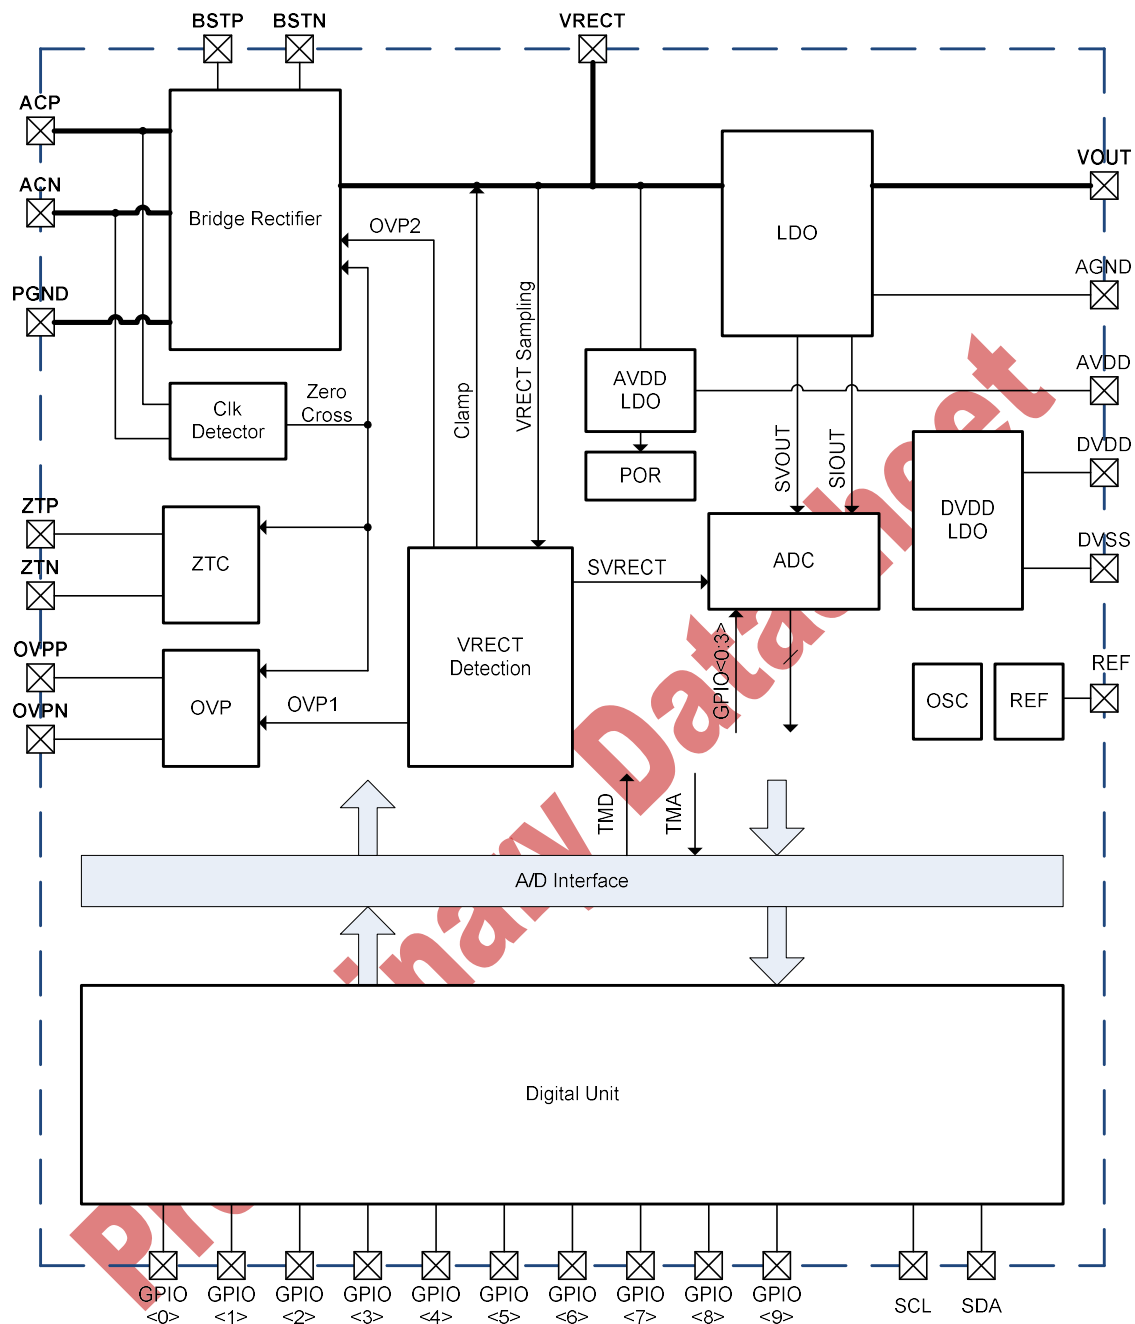 BSTP
BSTN
VRECT
ACP
ACN
PGND
Bridge Rectifier
LDO
VOUT
AGND
OVP2
VRECT Sampling
Clamp
AVDD
LDO
AVDD
Clk
Detector
Zero
Cross
POR
SVOUT
SIOUT
DVDD
DVDD
LDO
DVSS
ZTP
ZTN
ZTC
SVRECT
ADC
VRECT
Detection
OVPP
OVPN
OVP
OVP1
GPIO<0:3>
OSC
REF
REF
TMD
TMA
A/D Interface
Digital Unit
GPIO
<0>
GPIO
<1>
GPIO
<2>
GPIO
<3>
GPIO
<4>
GPIO
<5>
GPIO
<6>
GPIO
<7>
GPIO
<8>
GPIO
<9>
SCL
SDA
Preliminary Datasheet